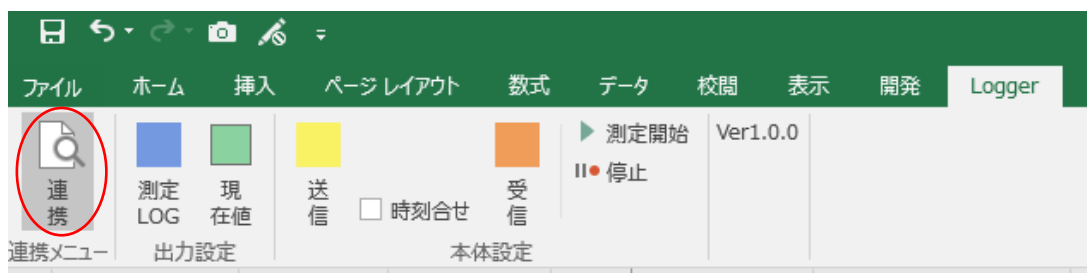 ファイル ホーム 挿入 ページ レイアウト 数式 データ 校閲 表示 開発 Logger
連
携
測定
LOG
現
在値
送
信
時刻合せ
受
信
測定開始
停止
Ver1.0.0
連携メニュー 出力設定 本体設定